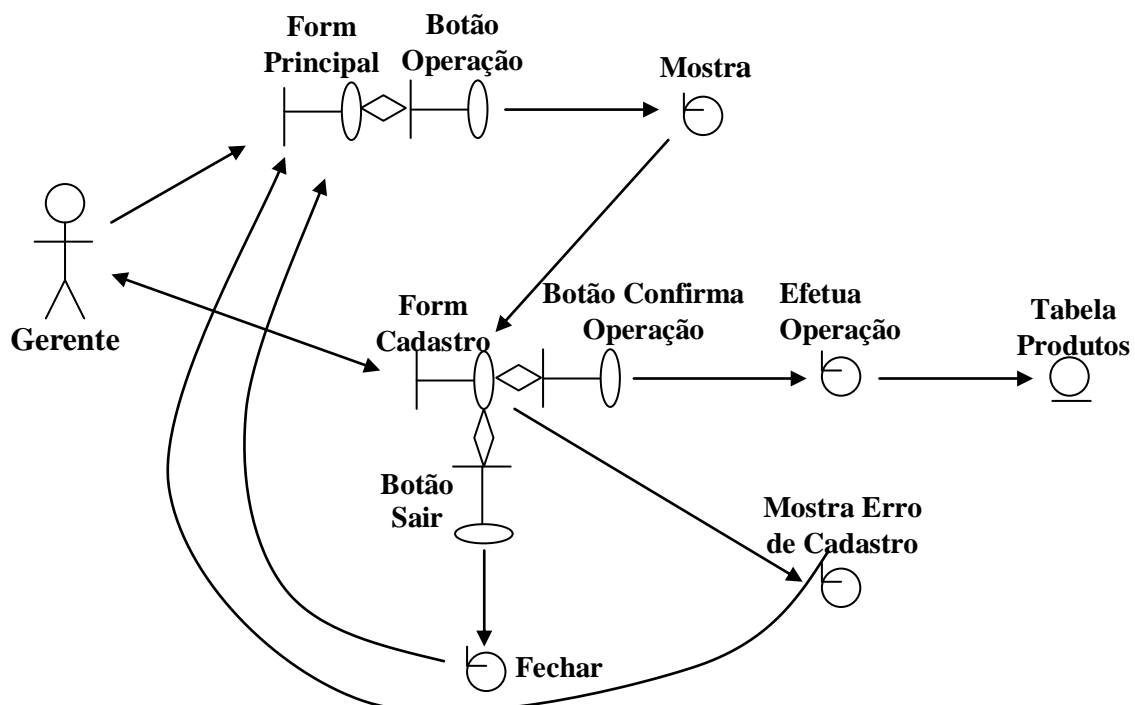 Form
Principal
Botão
Operação
Mostra
Gerente
Form
Cadastro
Botão Confirma
Operação
Efetua
Operação
Tabela
Produtos
Botão
Sair
Mostra Erro
de Cadastro
Fechar